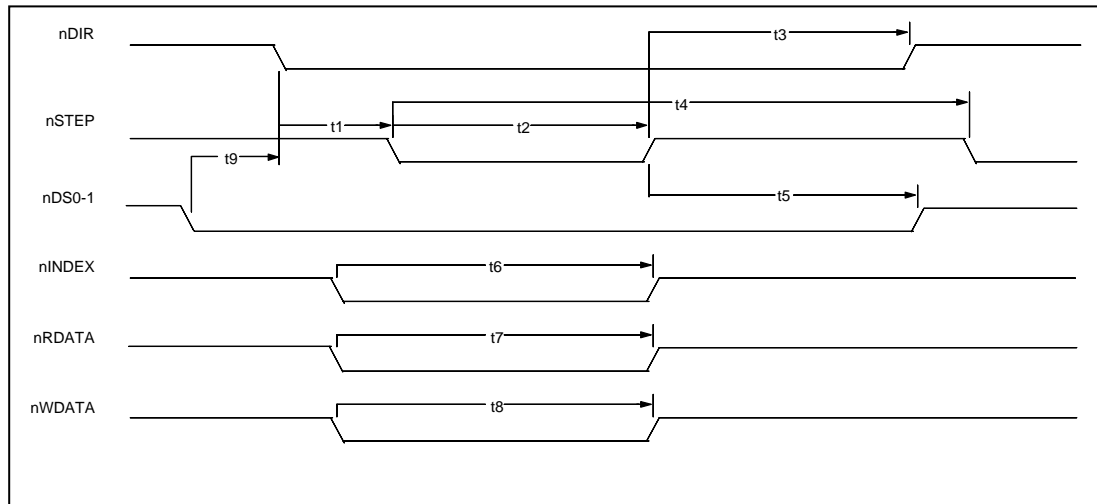 nDIR
t3
t4
nSTEP
t1
t2
t9
nDS0-1
t5
nINDEX
t6
nRDATA
t7
nWDATA
t8